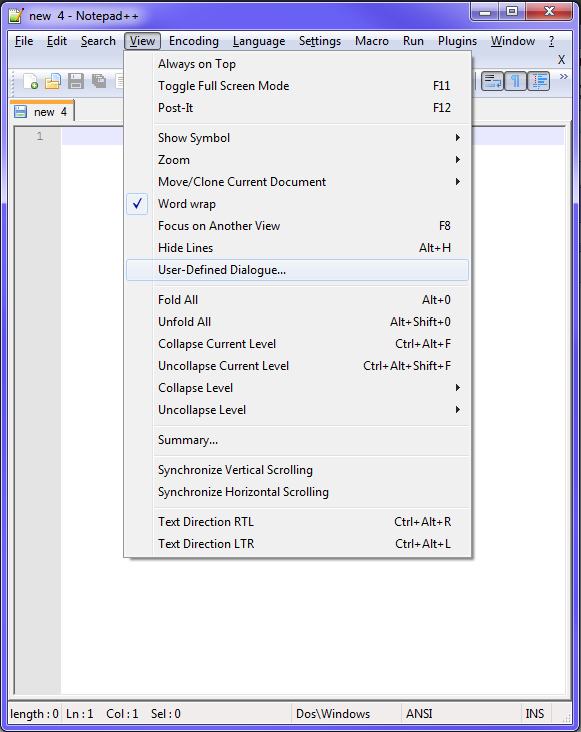 new  4 - Notepad++
File Edit Search View Encoding Language Settings Macro Run Plugins Window ?
X
new  4
1
Always on Top
Toggle Full Screen Mode F11
Post-It F12
Show Symbol
Zoom
Move/Clone Current Document
Word wrap
Focus on Another View F8
Hide Lines Alt+H
User-Defined Dialogue...
Fold All Alt+0
Unfold All Alt+Shift+0
Collapse Current Level Ctrl+Alt+F
Uncollapse Current Level Ctrl+Alt+Shift+F
Collapse Level
Uncollapse Level
Summary...
Synchronize Vertical Scrolling
Synchronize Horizontal Scrolling
Text Direction RTL Ctrl+Alt+R
Text Direction LTR Ctrl+Alt+L
length : 0 Ln : 1 Col : 1 Sel : 0 Dos\Windows ANSI INS